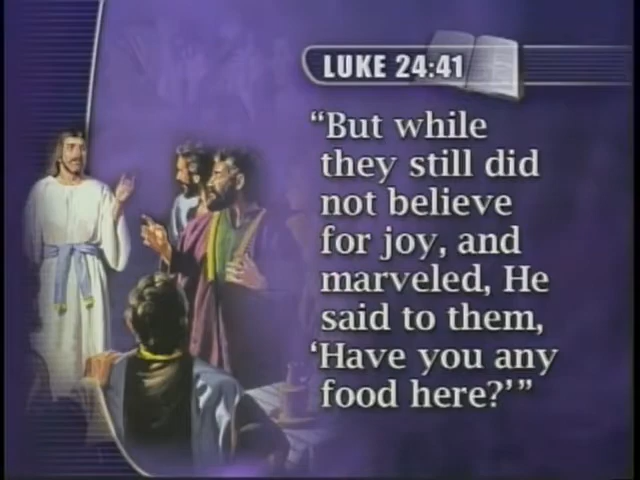 LUKE 24:41
“But while
they still did
not believe
for joy, and
marveled, He
said to them,
‘Have you any
food here?’”